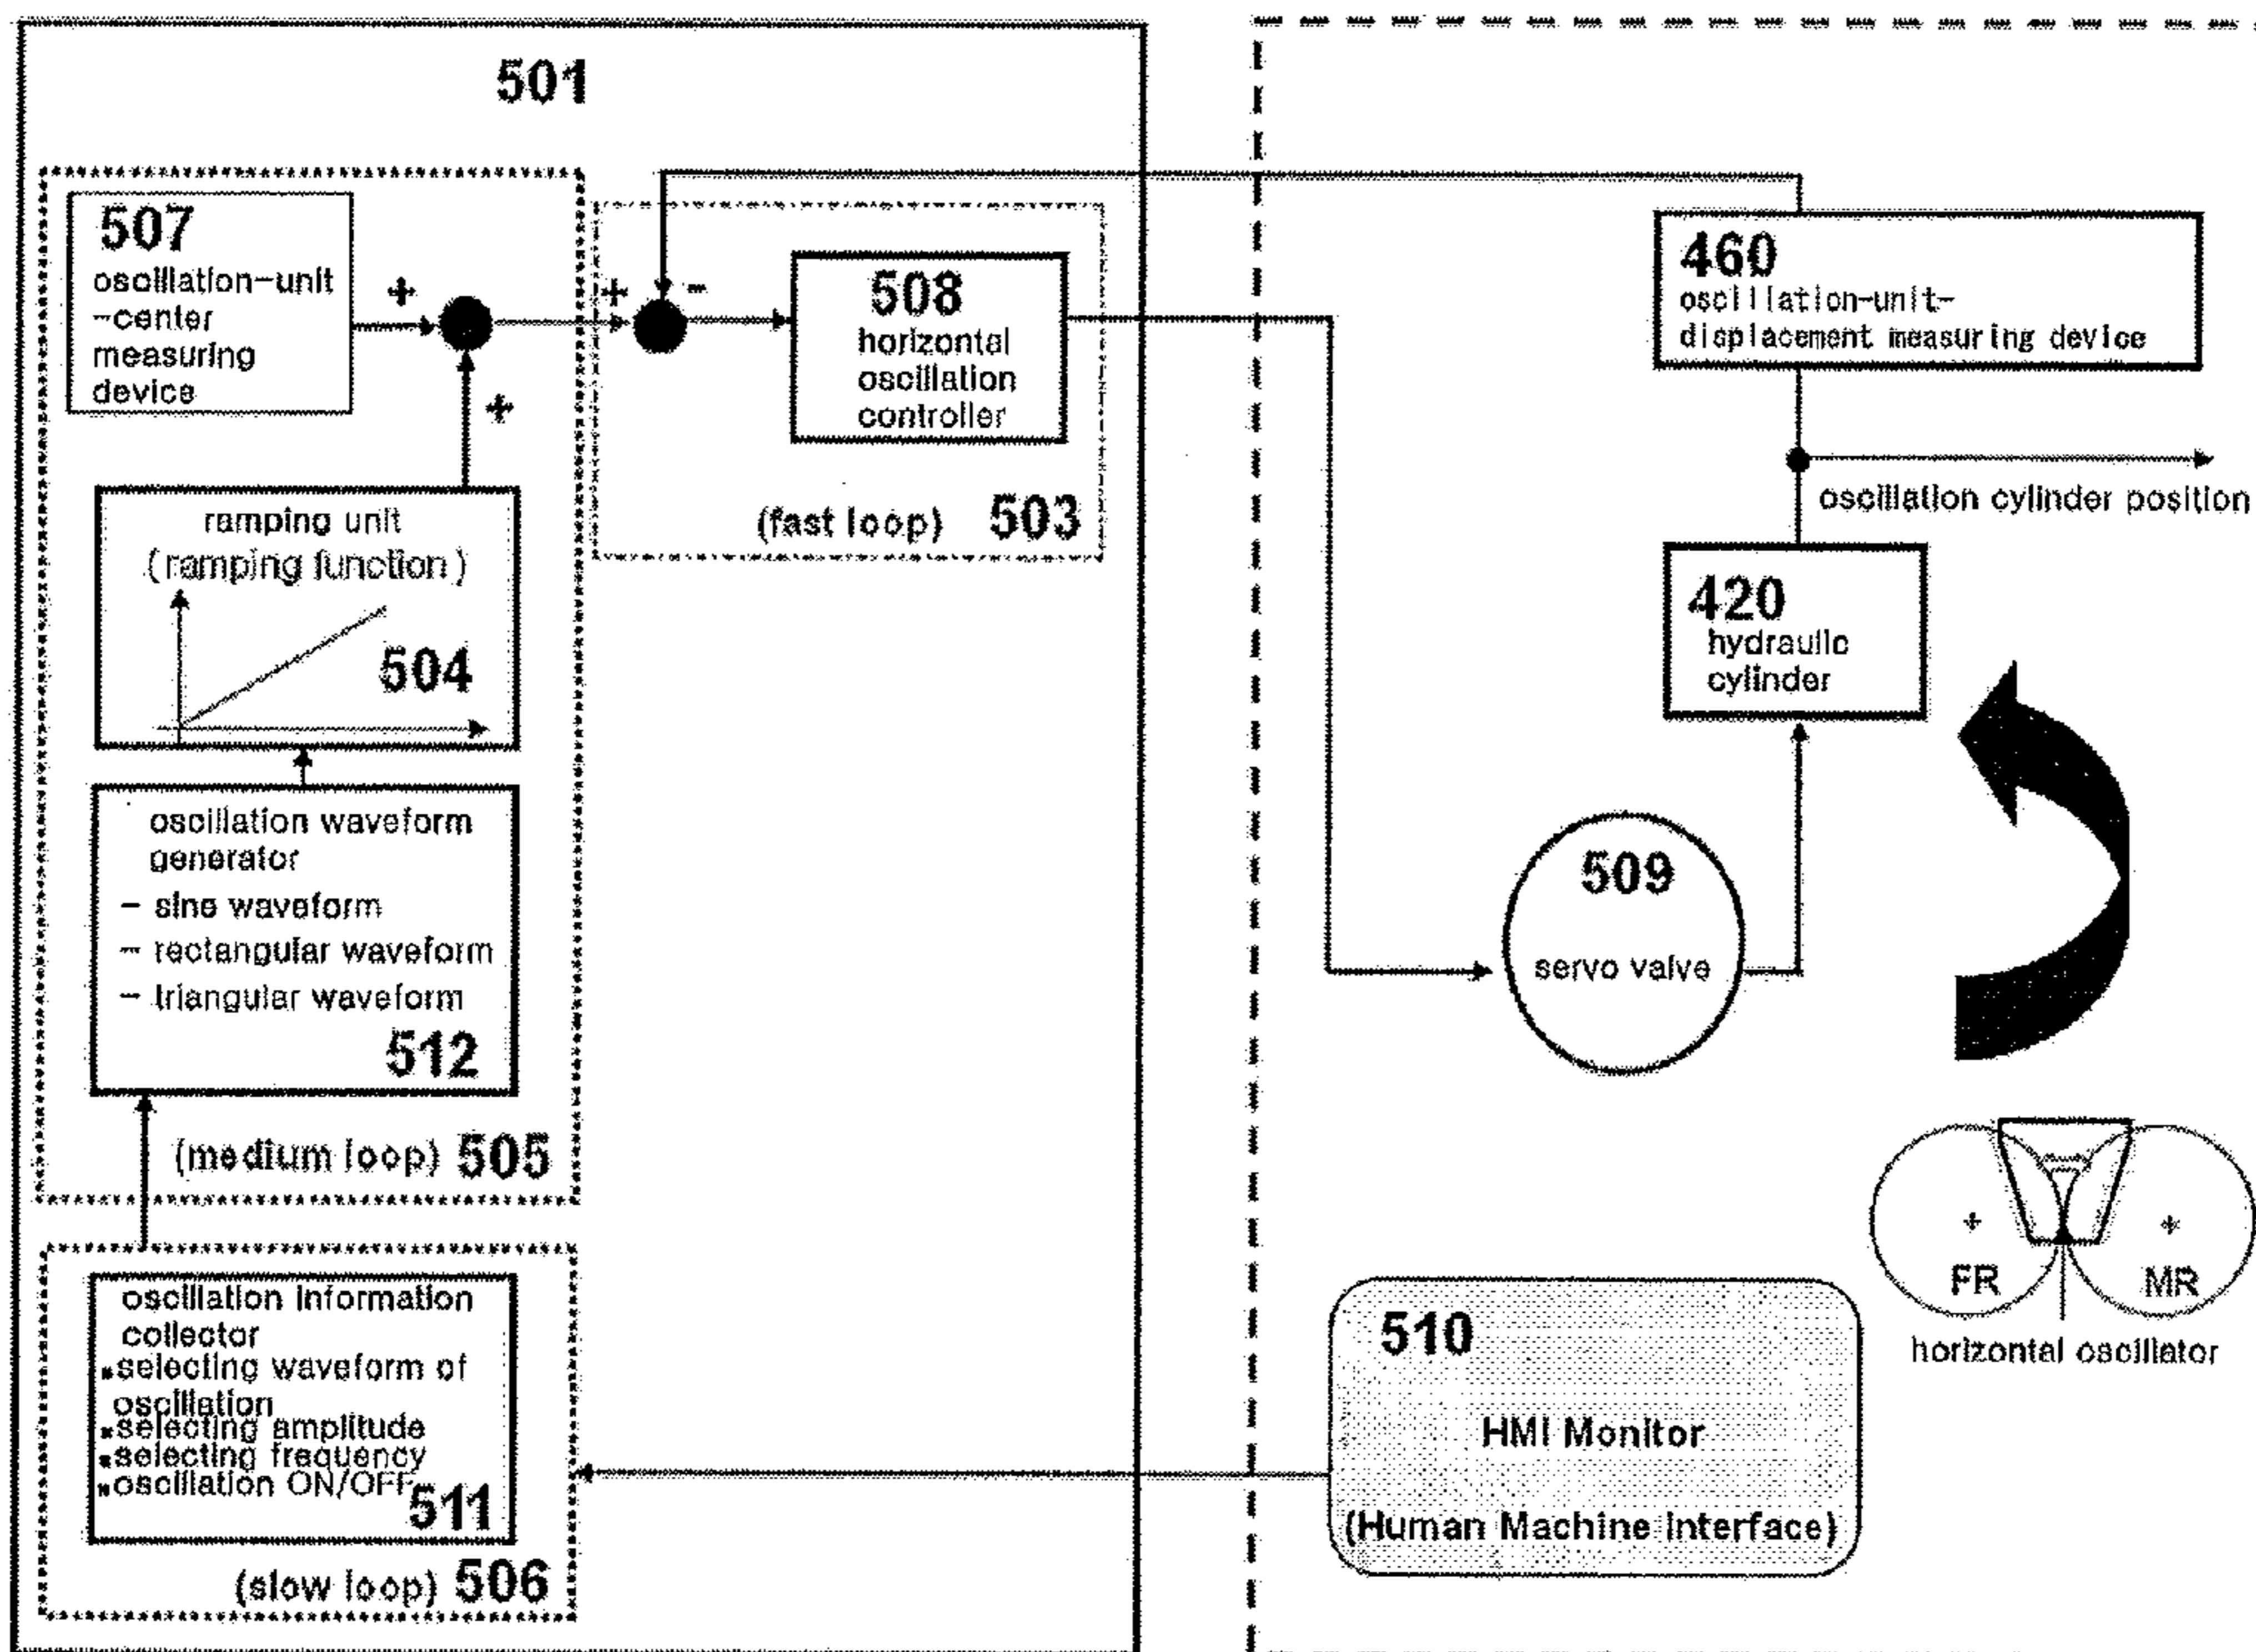 501
507
oscillation-unit
-center
measuring
device
+
+
+
-
508
horizontal
oscillation
controller
(fast loop) 503
ramping unit
(ramping function)
504
oscillation waveform
generator
- sine waveform
- rectangular waveform
- triangular waveform
512
(medium loop) 505
oscillation information
collector
*selecting waveform of
oscillation
*selecting amplitude
*selecting frequency
*oscillation ON/OFF
511
(slow loop) 506
460
oscillation-unit-
displacement measuring device
oscillation cylinder position
420
hydraulic
cylinder
509
servo valve
+ +
FR MR
horizontal oscillator
510
HMI Monitor
(Human Machine Interface)